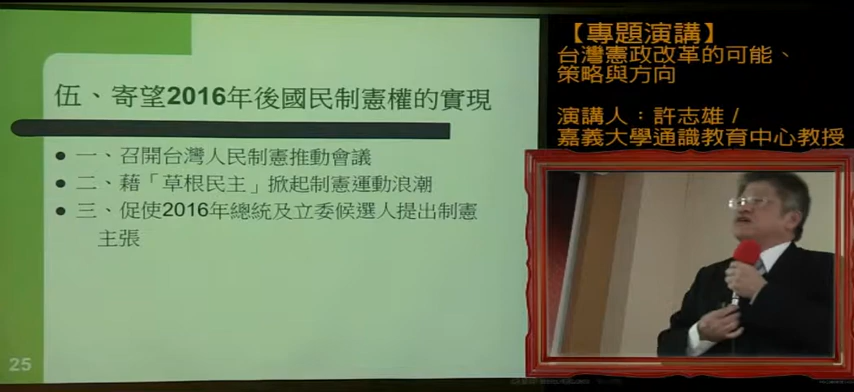 伍、寄望2016年後國民制憲權的實現
一、召開台灣人民制憲推動會議
二、藉「草根民主」掀起制憲運動浪潮
三、促使2016年總統及立委候選人提出制憲
主張
25
【專題演講】
台灣憲政改革的可能、
策略與方向
演講人：許志雄 /
嘉義大學通識教育中心教授